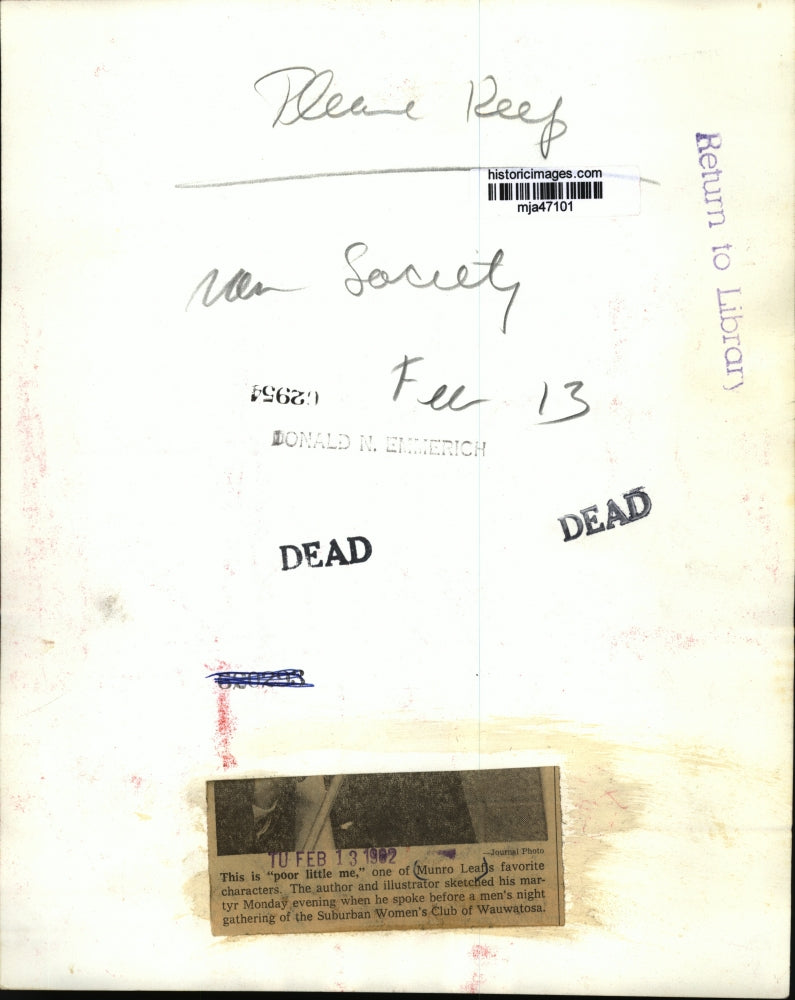 Please Keep
historicimages.com
mja47101
Return to Library
Society
Feb 13
62954
DONALD N. EMMERICH
DEAD
DEAD
—Journal Photo
TU FEB 13 1962
This is "poor little me," one of Munro Leaf's favorite
characters. The author and illustrator sketched his mar-
tyr Monday evening when he spoke before a men's night
gathering of the Suburban Women's Club of Wauwatosa.